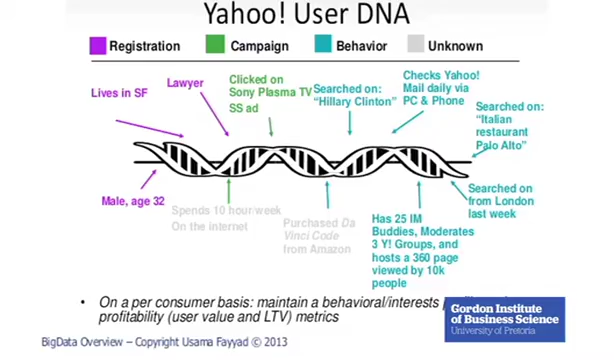 Yahoo! User DNA
Registration
Campaign
Behavior
Unknown
Lives in SF
Lawyer
Clicked on
Sony Plasma TV
SS ad
Searched on:
“Hillary Clinton”
Checks Yahoo!
Mail daily via
PC & Phone
Searched on:
“Italian
restaurant
Palo Alto”
Male, age 32
Spends 10 hour/week
On the internet
Purchased Da
Vinci Code
from Amazon
Has 25 IM
Buddies, Moderates
3 Y! Groups, and
hosts a 360 page
viewed by 10k
people
Searched on
from London
last week
• On a per consumer basis: maintain a behavioral/interests
profitability (user value and LTV) metrics
Gordon Institute
of Business Science
University of Pretoria
BigData Overview – Copyright Usama Fayyad © 2013